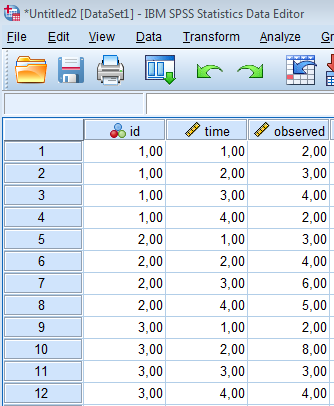 *Untitled2 [DataSet1] - IBM SPSS Statistics Data Editor
File Edit View Data Transform Analyze
id time observed
1 1,00 1,00 2,00
2 1,00 2,00 3,00
3 1,00 3,00 4,00
4 1,00 4,00 2,00
5 2,00 1,00 3,00
6 2,00 2,00 4,00
7 2,00 3,00 6,00
8 2,00 4,00 5,00
9 3,00 1,00 2,00
10 3,00 2,00 8,00
11 3,00 3,00 3,00
12 3,00 4,00 4,00